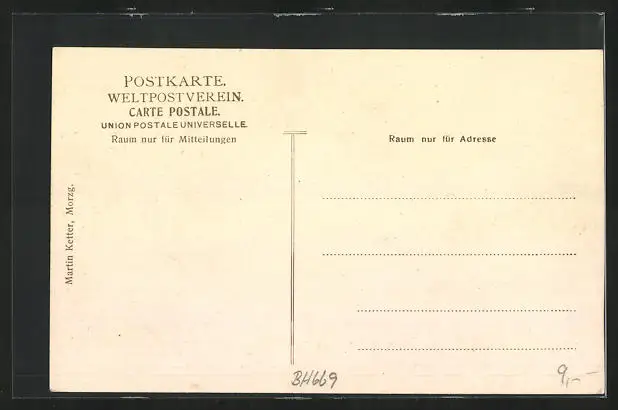 POSTKARTE.
WELTPOSTVEREIN.
CARTE POSTALE.
UNION POSTALE UNIVERSELLE.
Raum nur für Mitteilungen
Raum nur für Adresse
Martin Ketter, Morzg.
BH669
9,-